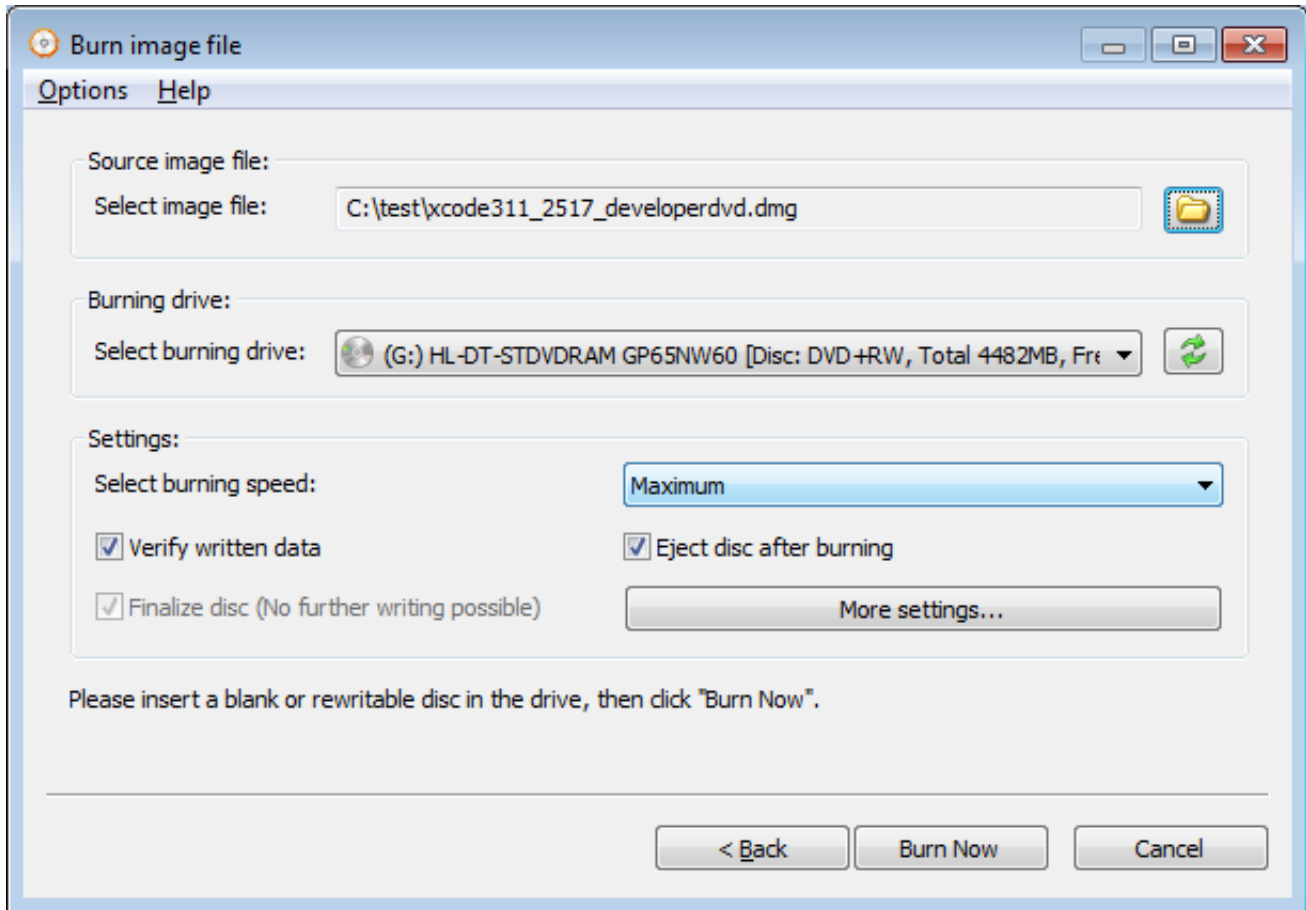 Burn image file
Options Help
Source image file:
Select image file: C:\test\xcode311_2517_developerdvd.dmg
Burning drive:
Select burning drive: (G:) HL-DT-STDVDRAM GP65NW60 [Disc: DVD+RW, Total 4482MB, Fre
Settings:
Select burning speed: Maximum
Verify written data Eject disc after burning
Finalize disc (No further writing possible) More settings...
Please insert a blank or rewritable disc in the drive, then click "Burn Now".
< Back Burn Now Cancel